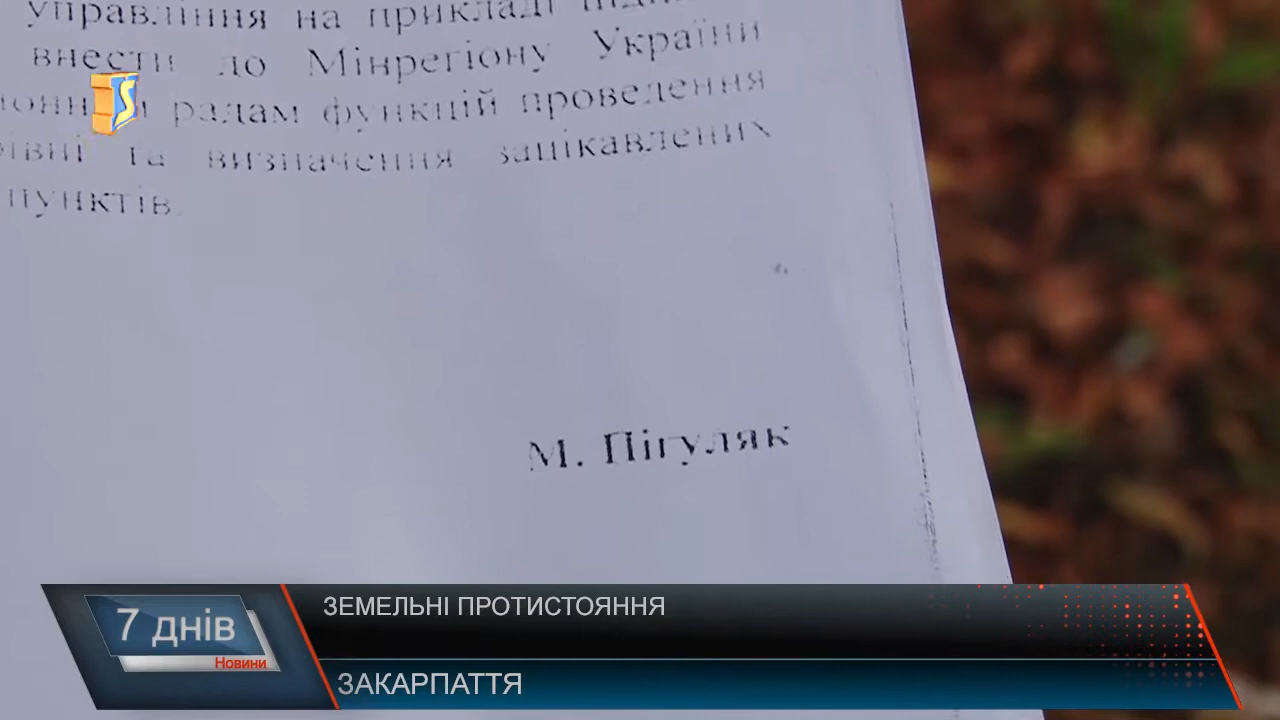 управління на прикладі
внести до Мінрегіону України
радам функцій проведення
та визначення зацікавлених
пунктів.
М. Пігуляк
7 днів
Новини
ЗЕМЕЛЬНІ ПРОТИСТОЯННЯ
ЗАКАРПАТТЯ